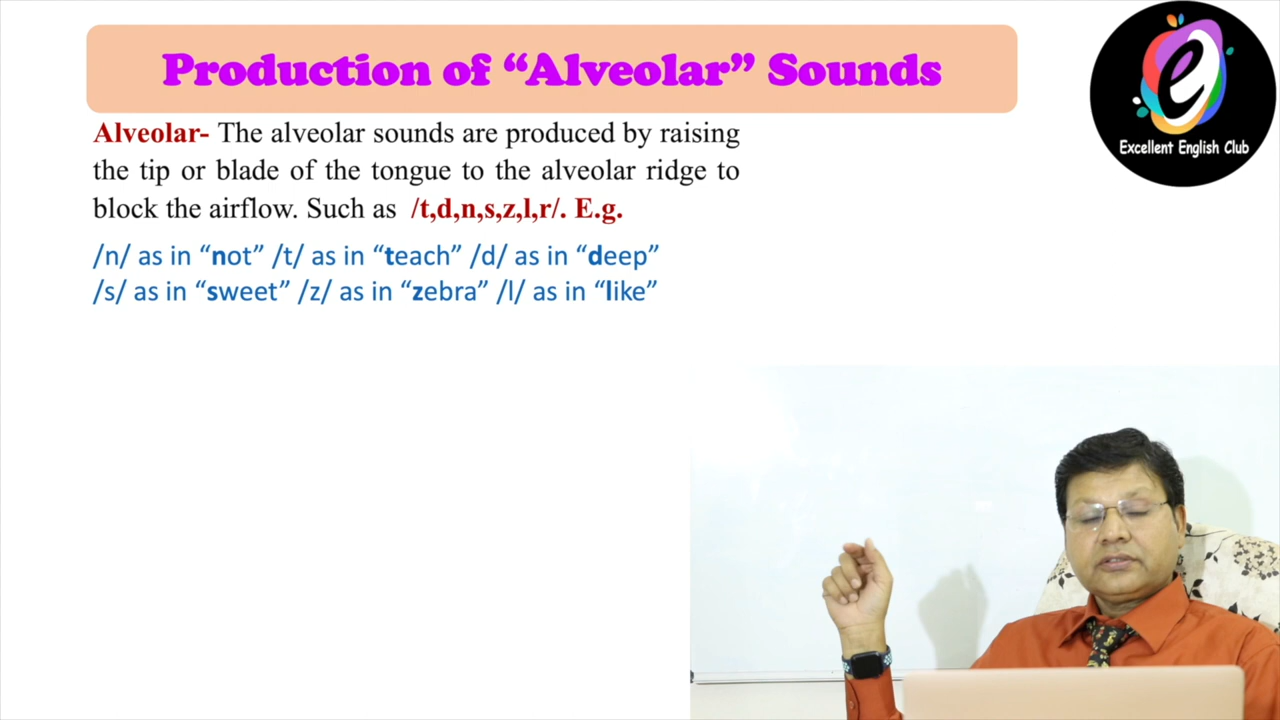 Production of “Alveolar” Sounds
Excellent English Club
Alveolar- The alveolar sounds are produced by raising
the tip or blade of the tongue to the alveolar ridge to
block the airflow. Such as /t,d,n,s,z,l,r/. E.g.
/n/ as in “not” /t/ as in “teach” /d/ as in “deep”
/s/ as in “sweet” /z/ as in “zebra” /l/ as in “like”